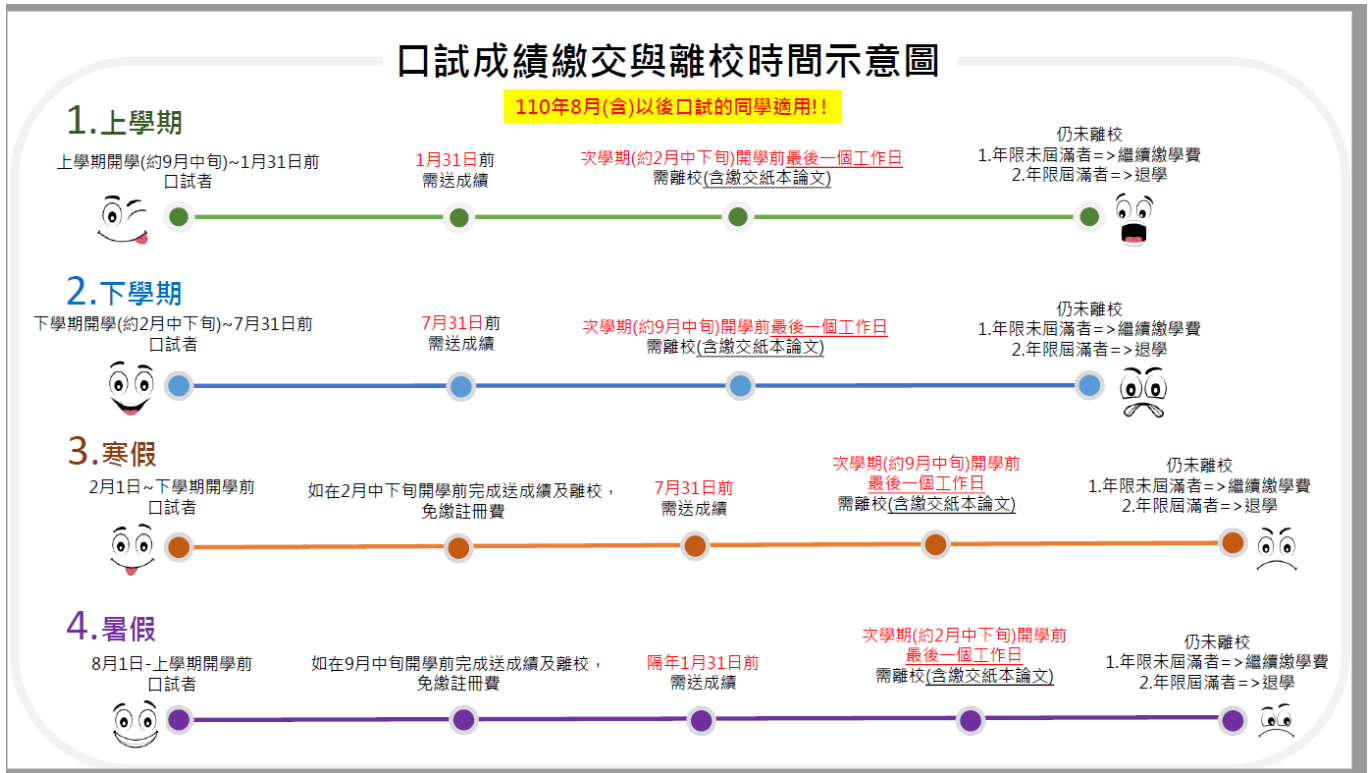 口試成績繳交與離校時間示意圖
110年8月(含)以後口試的同學適用!!
1.上學期
上學期開學(約9月中旬)~1月31日前
口試者
1月31日前
需送成績
次學期(約2月中下旬)開學前最後一個工作日
需離校(含繳交紙本論文)
仍未離校
1.年限未屆滿者=>繼續繳學費
2.年限屆滿者=>退學
2.下學期
下學期開學(約2月中下旬)~7月31日前
口試者
7月31日前
需送成績
次學期(約9月中旬)開學前最後一個工作日
需離校(含繳交紙本論文)
仍未離校
1.年限未屆滿者=>繼續繳學費
2.年限屆滿者=>退學
3.寒假
2月1日~下學期開學前
口試者
如在2月中下旬開學前完成送成績及離校，
免繳註冊費
7月31日前
需送成績
次學期(約9月中旬)開學前
最後一個工作日
需離校(含繳交紙本論文)
仍未離校
1.年限未屆滿者=>繼續繳學費
2.年限屆滿者=>退學
4.暑假
8月1日-上學期開學前
口試者
如在9月中旬開學前完成送成績及離校，
免繳註冊費
隔年1月31日前
需送成績
次學期(約2月中下旬)開學前
最後一個工作日
需離校(含繳交紙本論文)
仍未離校
1.年限未屆滿者=>繼續繳學費
2.年限屆滿者=>退學